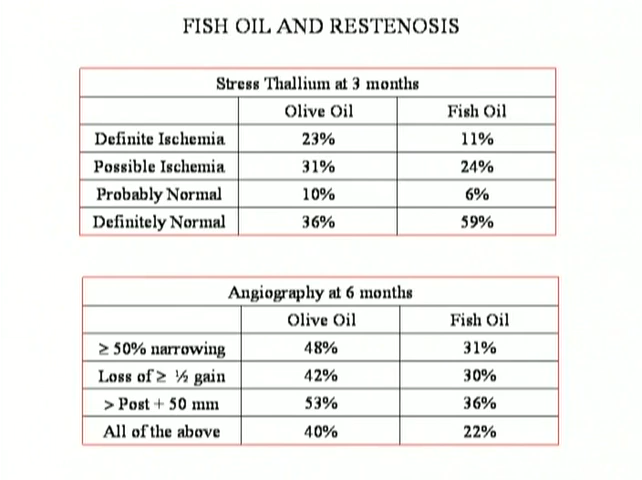 FISH OIL AND RESTENOSIS
Stress Thallium at 3 months
Olive Oil Fish Oil
Definite Ischemia 23% 11%
Possible Ischemia 31% 24%
Probably Normal 10% 6%
Definitely Normal 36% 59%
Angiography at 6 months
Olive Oil Fish Oil
≥ 50% narrowing 48% 31%
Loss of ≥ ½ gain 42% 30%
> Post + 50 mm 53% 36%
All of the above 40% 22%